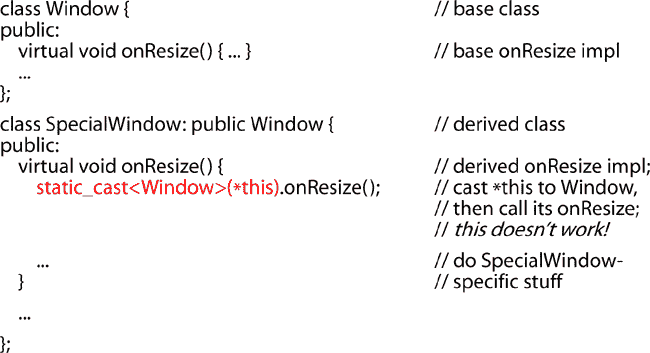 class Window { // base class
public:
virtual void onResize() { ... } // base onResize impl
...
};
class SpecialWindow: public Window { // derived class
public:
virtual void onResize() { // derived onResize impl;
static_cast<Window>(*this).onResize(); // cast *this to Window,
// then call its onResize;
// this doesn't work!
... // do SpecialWindow-
} // specific stuff
...
};